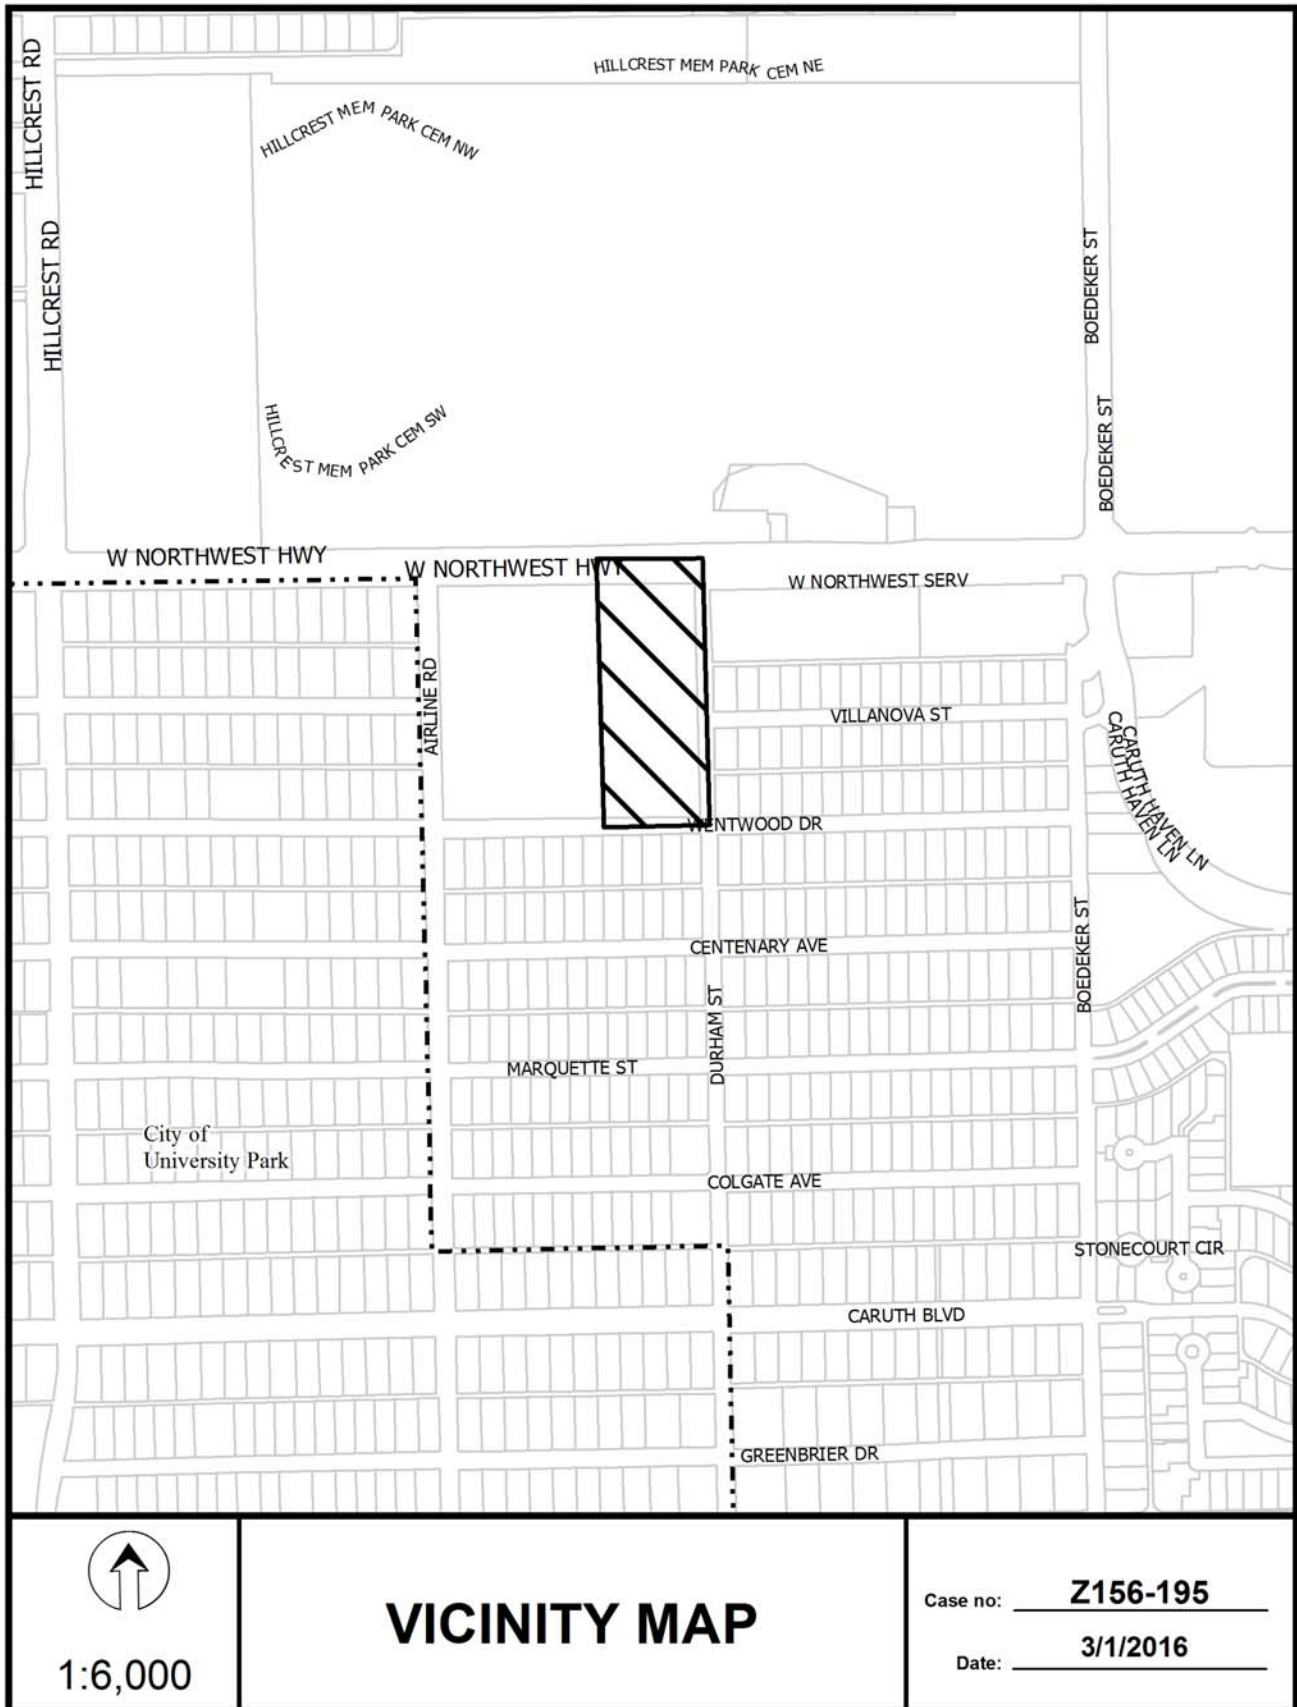 HILLCREST RD
HILLCREST MEM PARK CEM NE
HILLCREST MEM PARK CEM NW
HILLCREST RD
BOEDEKER ST
BOEDEKER ST
HILLCREST MEM PARK CEM SW
W NORTHWEST HWY
W NORTHWEST HWY
W NORTHWEST SERV
AIRLINE RD
VILLANOVA ST
CARUTH HAVEN LN
CARUTH HAVEN LN
WENTWOOD DR
CENTENARY AVE
BOEDEKER ST
DURHAM ST
MARQUETTE ST
City of
University Park
COLGATE AVE
STONECOURT CIR
CARUTH BLVD
GREENBRIER DR
1:6,000
VICINITY MAP
Case no: Z156-195
Date: 3/1/2016